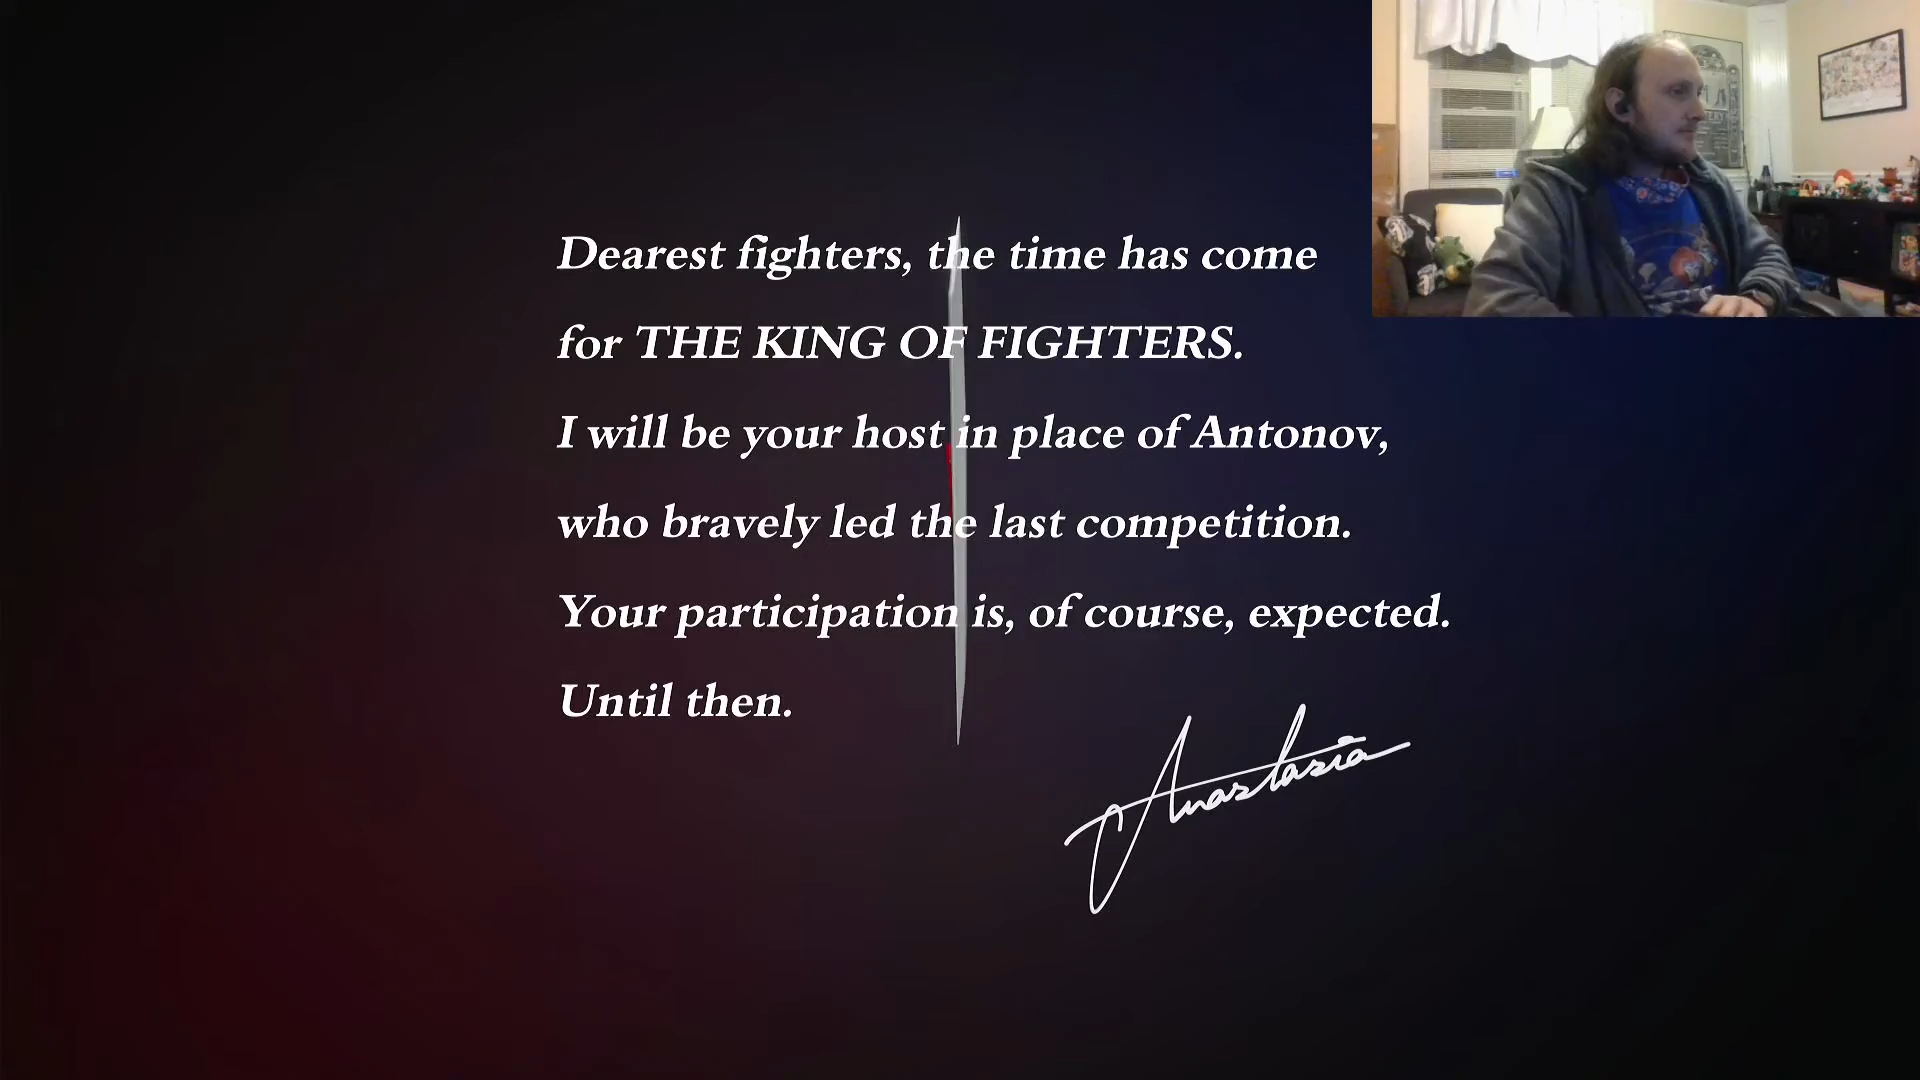 Dearest fighters, the time has come
for THE KING OF FIGHTERS.
I will be your host in place of Antonov,
who bravely led the last competition.
Your participation is, of course, expected.
Until then.
Anastasia